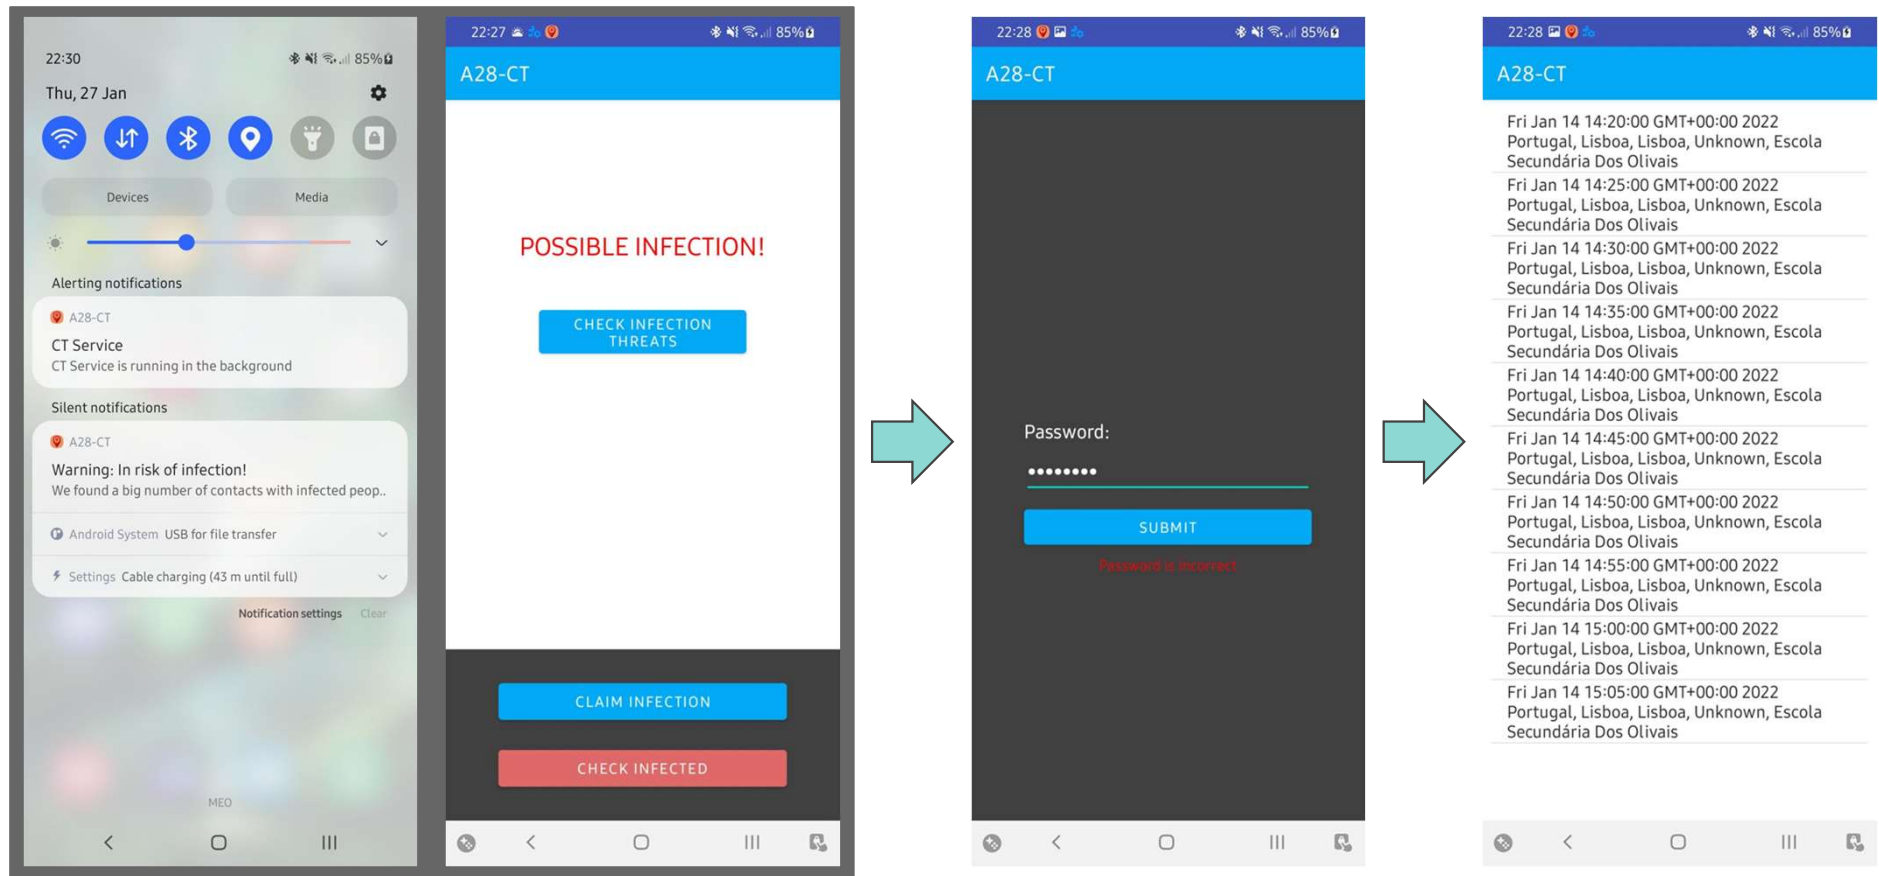 22:30
85%
Thu, 27 Jan
Devices
Media
Alerting notifications
A28-CT
CT Service
CT Service is running in the background
Silent notifications
A28-CT
Warning: In risk of infection!
We found a big number of contacts with infected peop..
Android System USB for file transfer
Settings Cable charging (43 m until full)
Notification settings Clear
MEO
22:27
85%
A28-CT
POSSIBLE INFECTION!
CHECK INFECTION
THREATS
CLAIM INFECTION
CHECK INFECTED
22:28
85%
A28-CT
Password:
SUBMIT
Password is incorrect
22:28
85%
A28-CT
Fri Jan 14 14:20:00 GMT+00:00 2022
Portugal, Lisboa, Lisboa, Unknown, Escola
Secundária Dos Olivais
Fri Jan 14 14:25:00 GMT+00:00 2022
Portugal, Lisboa, Lisboa, Unknown, Escola
Secundária Dos Olivais
Fri Jan 14 14:30:00 GMT+00:00 2022
Portugal, Lisboa, Lisboa, Unknown, Escola
Secundária Dos Olivais
Fri Jan 14 14:35:00 GMT+00:00 2022
Portugal, Lisboa, Lisboa, Unknown, Escola
Secundária Dos Olivais
Fri Jan 14 14:40:00 GMT+00:00 2022
Portugal, Lisboa, Lisboa, Unknown, Escola
Secundária Dos Olivais
Fri Jan 14 14:45:00 GMT+00:00 2022
Portugal, Lisboa, Lisboa, Unknown, Escola
Secundária Dos Olivais
Fri Jan 14 14:50:00 GMT+00:00 2022
Portugal, Lisboa, Lisboa, Unknown, Escola
Secundária Dos Olivais
Fri Jan 14 14:55:00 GMT+00:00 2022
Portugal, Lisboa, Lisboa, Unknown, Escola
Secundária Dos Olivais
Fri Jan 14 15:00:00 GMT+00:00 2022
Portugal, Lisboa, Lisboa, Unknown, Escola
Secundária Dos Olivais
Fri Jan 14 15:05:00 GMT+00:00 2022
Portugal, Lisboa, Lisboa, Unknown, Escola
Secundária Dos Olivais